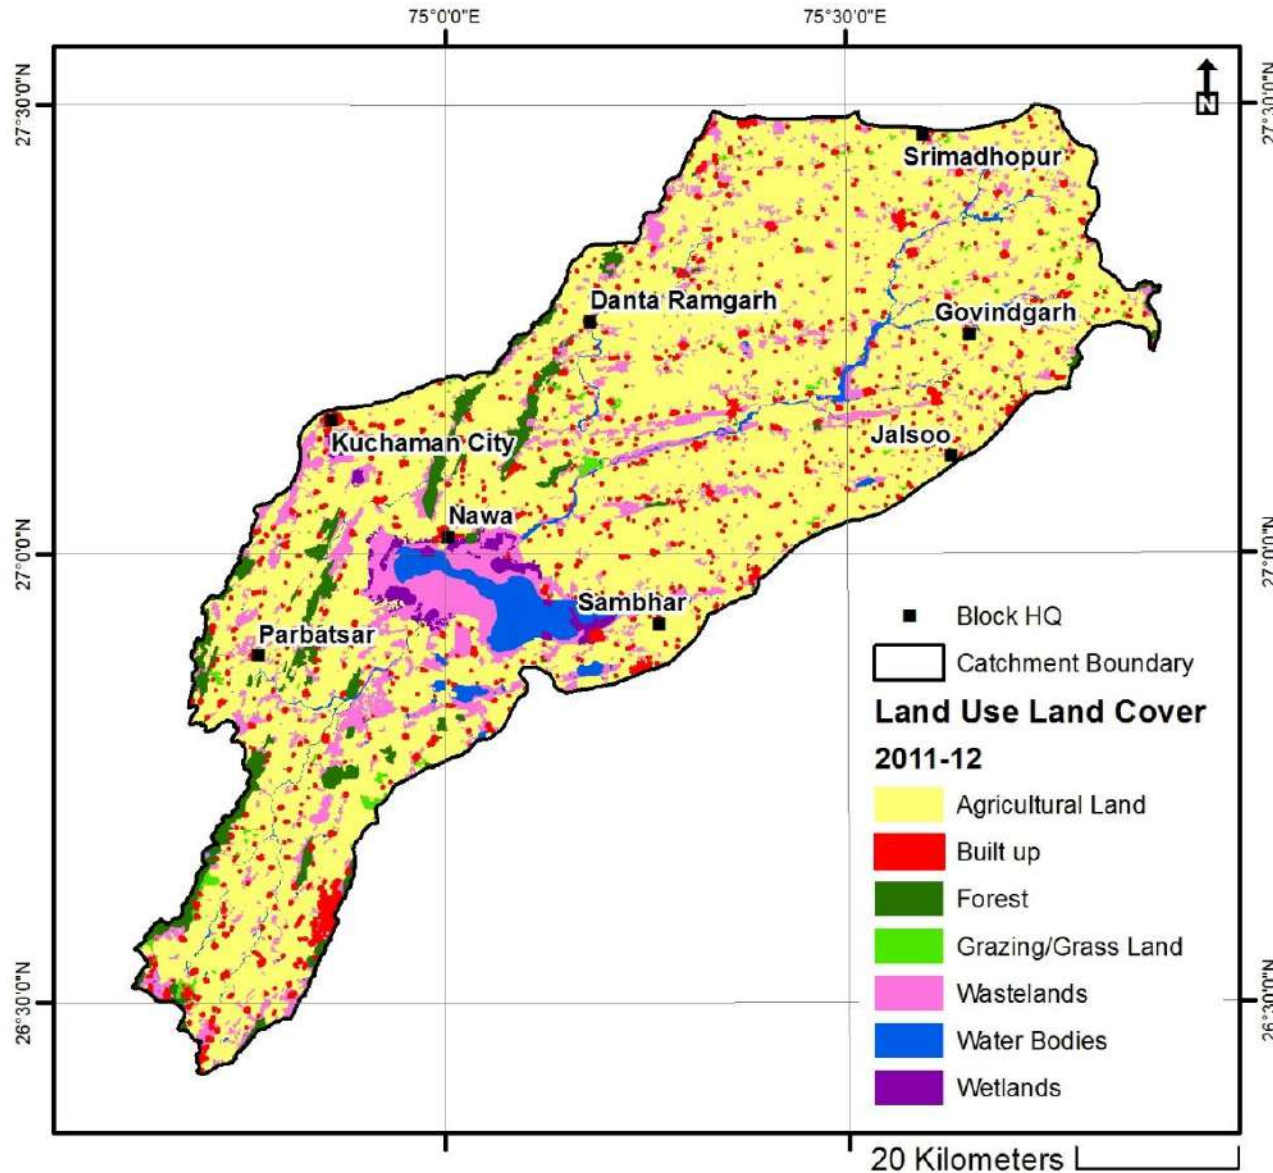 75°0'0"E
75°30'0"E
27°30'0"N
27°30'0"N
N
Srimadhopur
Danta Ramgarh
Govindgarh
Kuchaman City
Jalsoo
Nawa
27°0'0"N
27°0'0"N
Sambhar
Parbatsar
Block HQ
Catchment Boundary
Land Use Land Cover
2011-12
Agricultural Land
Built up
Forest
Grazing/Grass Land
Wastelands
Water Bodies
Wetlands
26°30'0"N
26°30'0"N
20 Kilometers